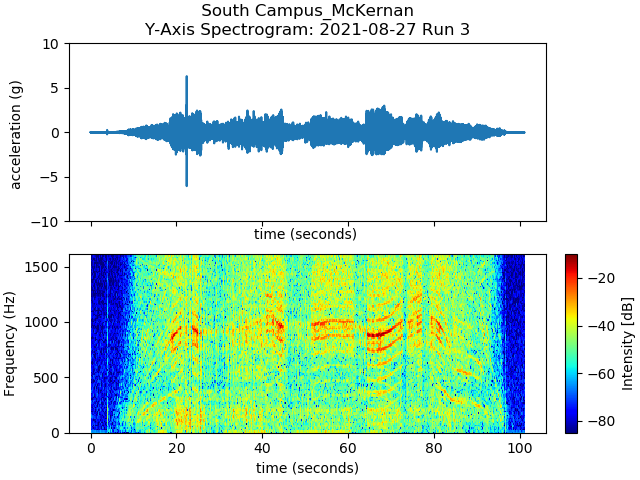 South Campus_McKernan
Y-Axis Spectrogram: 2021-08-27 Run 3
10
5
0
−5
−10
acceleration (g)
time (seconds)
1500
1000
500
0
Frequency (Hz)
0 20 40 60 80 100
time (seconds)
−20
−40
−60
−80
Intensity [dB]